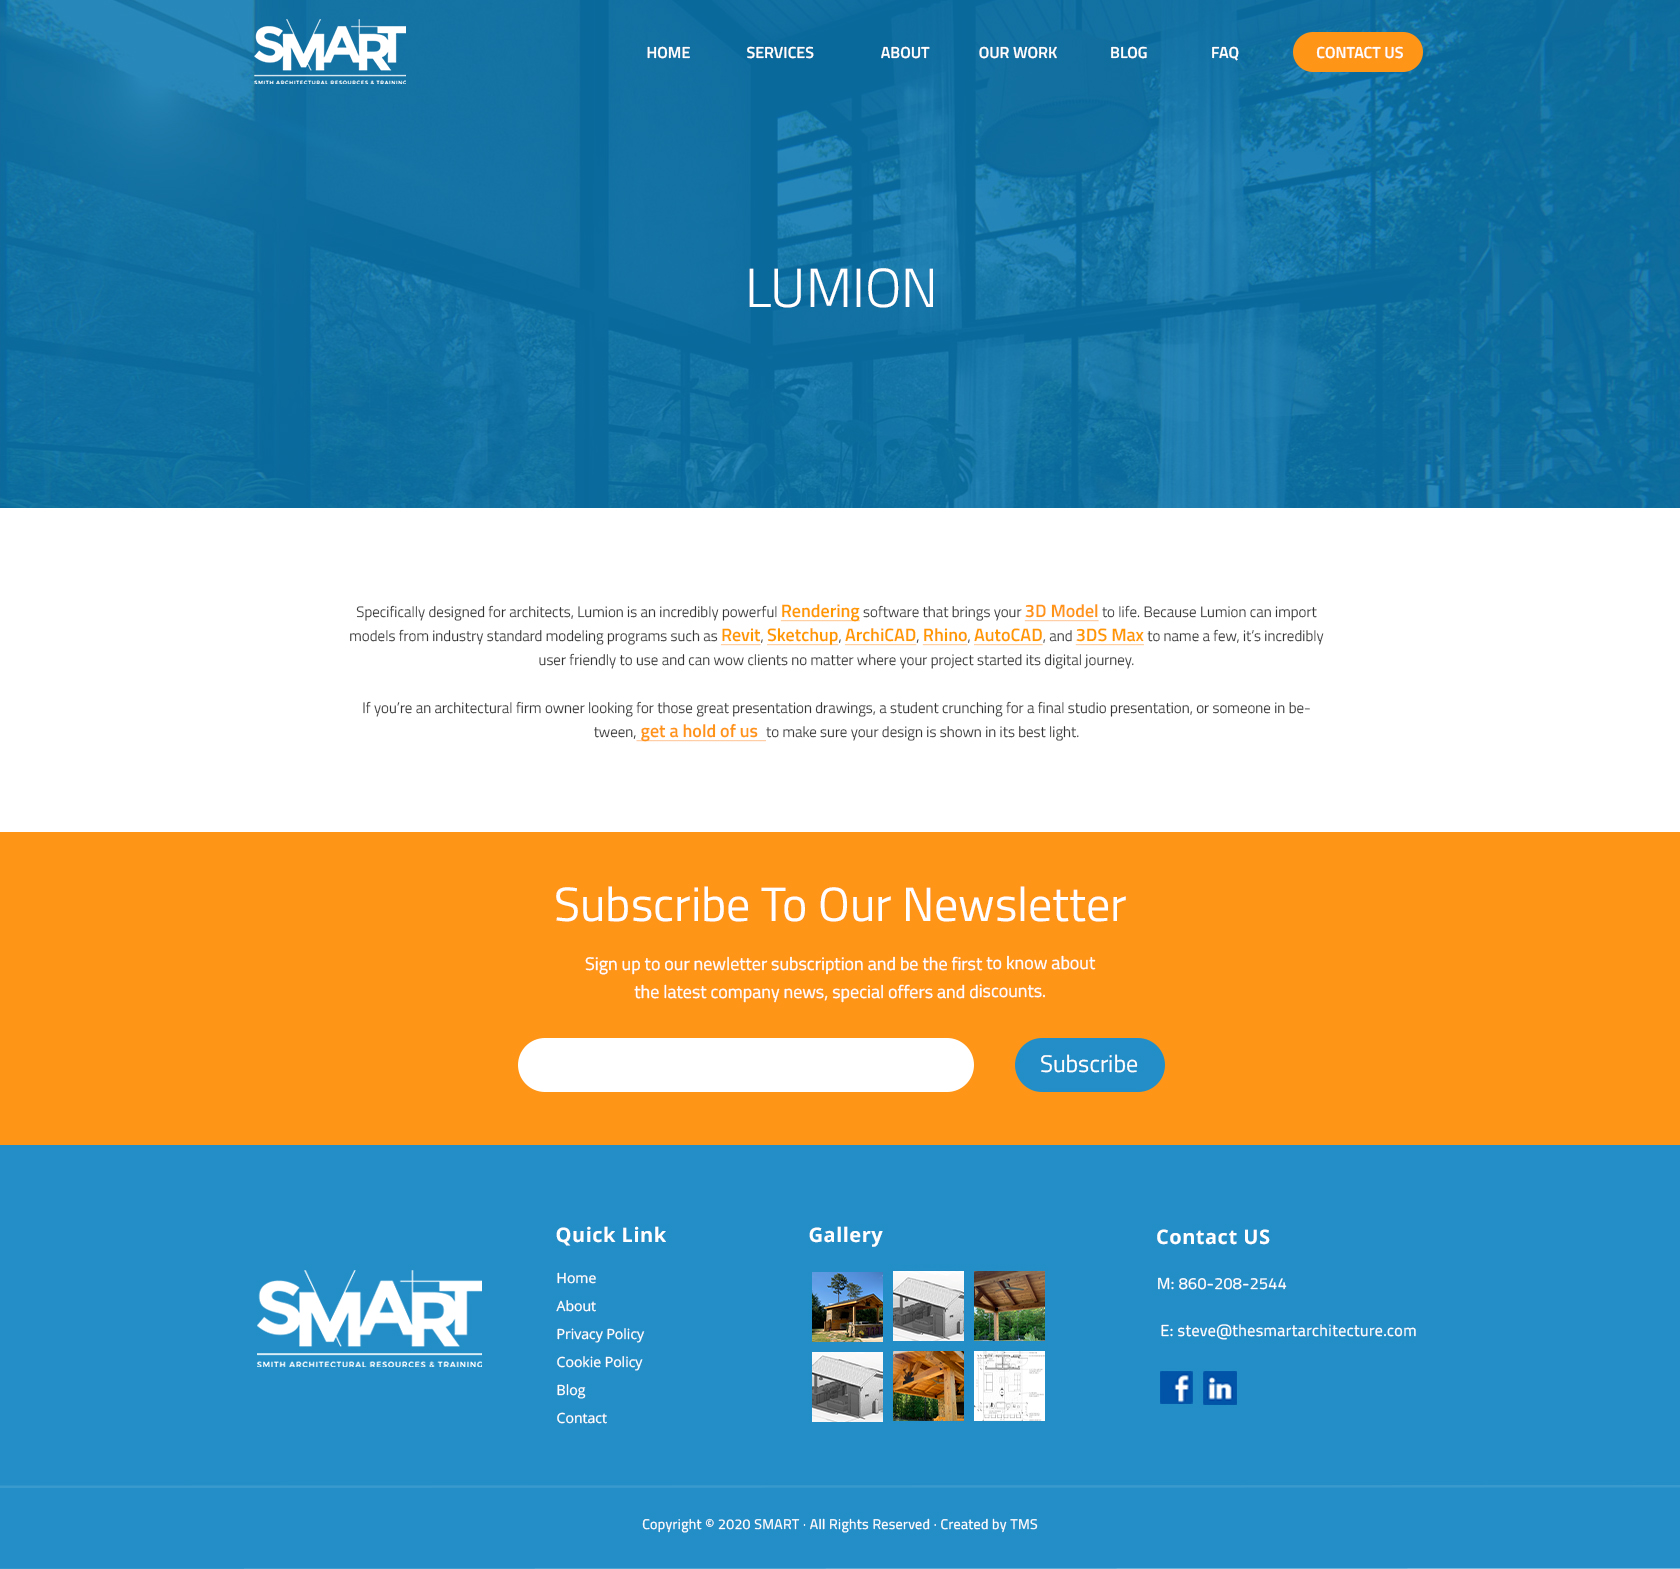 SMART
SMITH ARCHITECTURAL RESOURCES & TRAINING
HOME SERVICES ABOUT OUR WORK BLOG FAQ CONTACT US
LUMION
Specifically designed for architects, Lumion is an incredibly powerful Rendering software that brings your 3D Model to life. Because Lumion can import
models from industry standard modeling programs such as Revit, Sketchup, ArchiCAD, Rhino, AutoCAD, and 3DS Max to name a few, it's incredibly
user friendly to use and can wow clients no matter where your project started its digital journey.
If you're an architectural firm owner looking for those great presentation drawings, a student crunching for a final studio presentation, or someone in be-
tween, get a hold of us to make sure your design is shown in its best light.
Subscribe To Our Newsletter
Sign up to our newletter subscription and be the first to know about
the latest company news, special offers and discounts.
Subscribe
SMART
SMITH ARCHITECTURAL RESOURCES & TRAINING
Quick Link
Home
About
Privacy Policy
Cookie Policy
Blog
Contact
Gallery
Contact US
M: 860-208-2544
E: steve@thesmartarchitecture.com
f in
Copyright © 2020 SMART · All Rights Reserved · Created by TMS